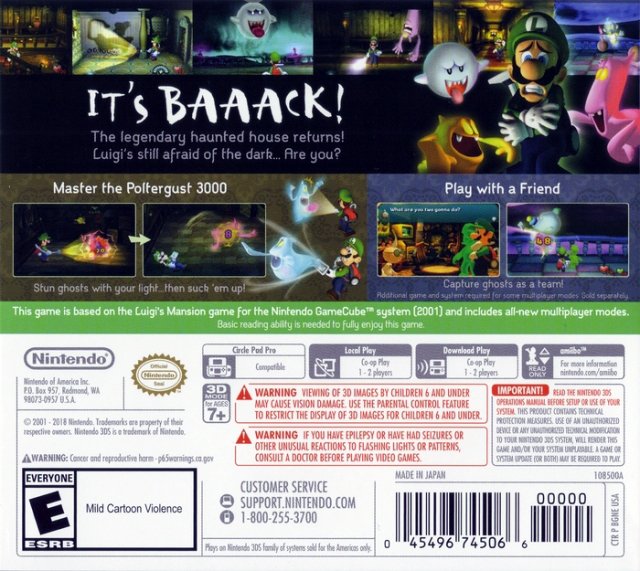 IT'S BAAACK!
The legendary haunted house returns!
Luigi's still afraid of the dark... Are you?
Master the Poltergust 3000
Play with a Friend
What are you two gonna do?
Stun ghosts with your light...then suck 'em up!
Capture ghosts as a team!
Additional game and system required for some multiplayer modes. Sold separately.
This game is based on the Luigi's Mansion game for the Nintendo GameCube™ system (2001) and includes all-new multiplayer modes.
Basic reading ability is needed to fully enjoy this game.
Nintendo®
Nintendo of America Inc.
P.O. Box 957, Redmond, WA
98073-0957 U.S.A.
Official
Nintendo
Seal
Circle Pad Pro
Compatible
Local Play
Co-op Play
1 - 2 players
Download Play
Co-op Play
1 - 2 players
READ ONLY
amiibo™
For more information
nintendo.com/amiibo
© 2001 - 2018 Nintendo. Trademarks are property of their
respective owners. Nintendo 3DS is a trademark of Nintendo.
3D
MODE
for AGES
7+
WARNING VIEWING OF 3D IMAGES BY CHILDREN 6 AND UNDER
MAY CAUSE VISION DAMAGE. USE THE PARENTAL CONTROL FEATURE
TO RESTRICT THE DISPLAY OF 3D IMAGES FOR CHILDREN 6 AND UNDER.
WARNING IF YOU HAVE EPILEPSY OR HAVE HAD SEIZURES OR
OTHER UNUSUAL REACTIONS TO FLASHING LIGHTS OR PATTERNS,
CONSULT A DOCTOR BEFORE PLAYING VIDEO GAMES.
IMPORTANT! READ THE NINTENDO 3DS
OPERATIONS MANUAL BEFORE SETUP OR USE OF YOUR
SYSTEM. THIS PRODUCT CONTAINS TECHNICAL
PROTECTION MEASURES. USE OF AN UNAUTHORIZED
DEVICE OR ANY UNAUTHORIZED TECHNICAL MODIFICATION
TO YOUR NINTENDO 3DS SYSTEM, WILL RENDER THIS
GAME AND/OR YOUR SYSTEM UNPLAYABLE. A GAME OR
SYSTEM UPDATE (OR BOTH) MAY BE REQUIRED TO PLAY.
WARNING: Cancer and reproductive harm - p65warnings.ca.gov
EVERYONE
E
ESRB
Mild Cartoon Violence
CUSTOMER SERVICE
SUPPORT.NINTENDO.COM
1-800-255-3700
Plays on Nintendo 3DS family of systems sold for the Americas only.
MADE IN JAPAN
108500A
00000
0 45496 74506 6
CTR P BGNE USA